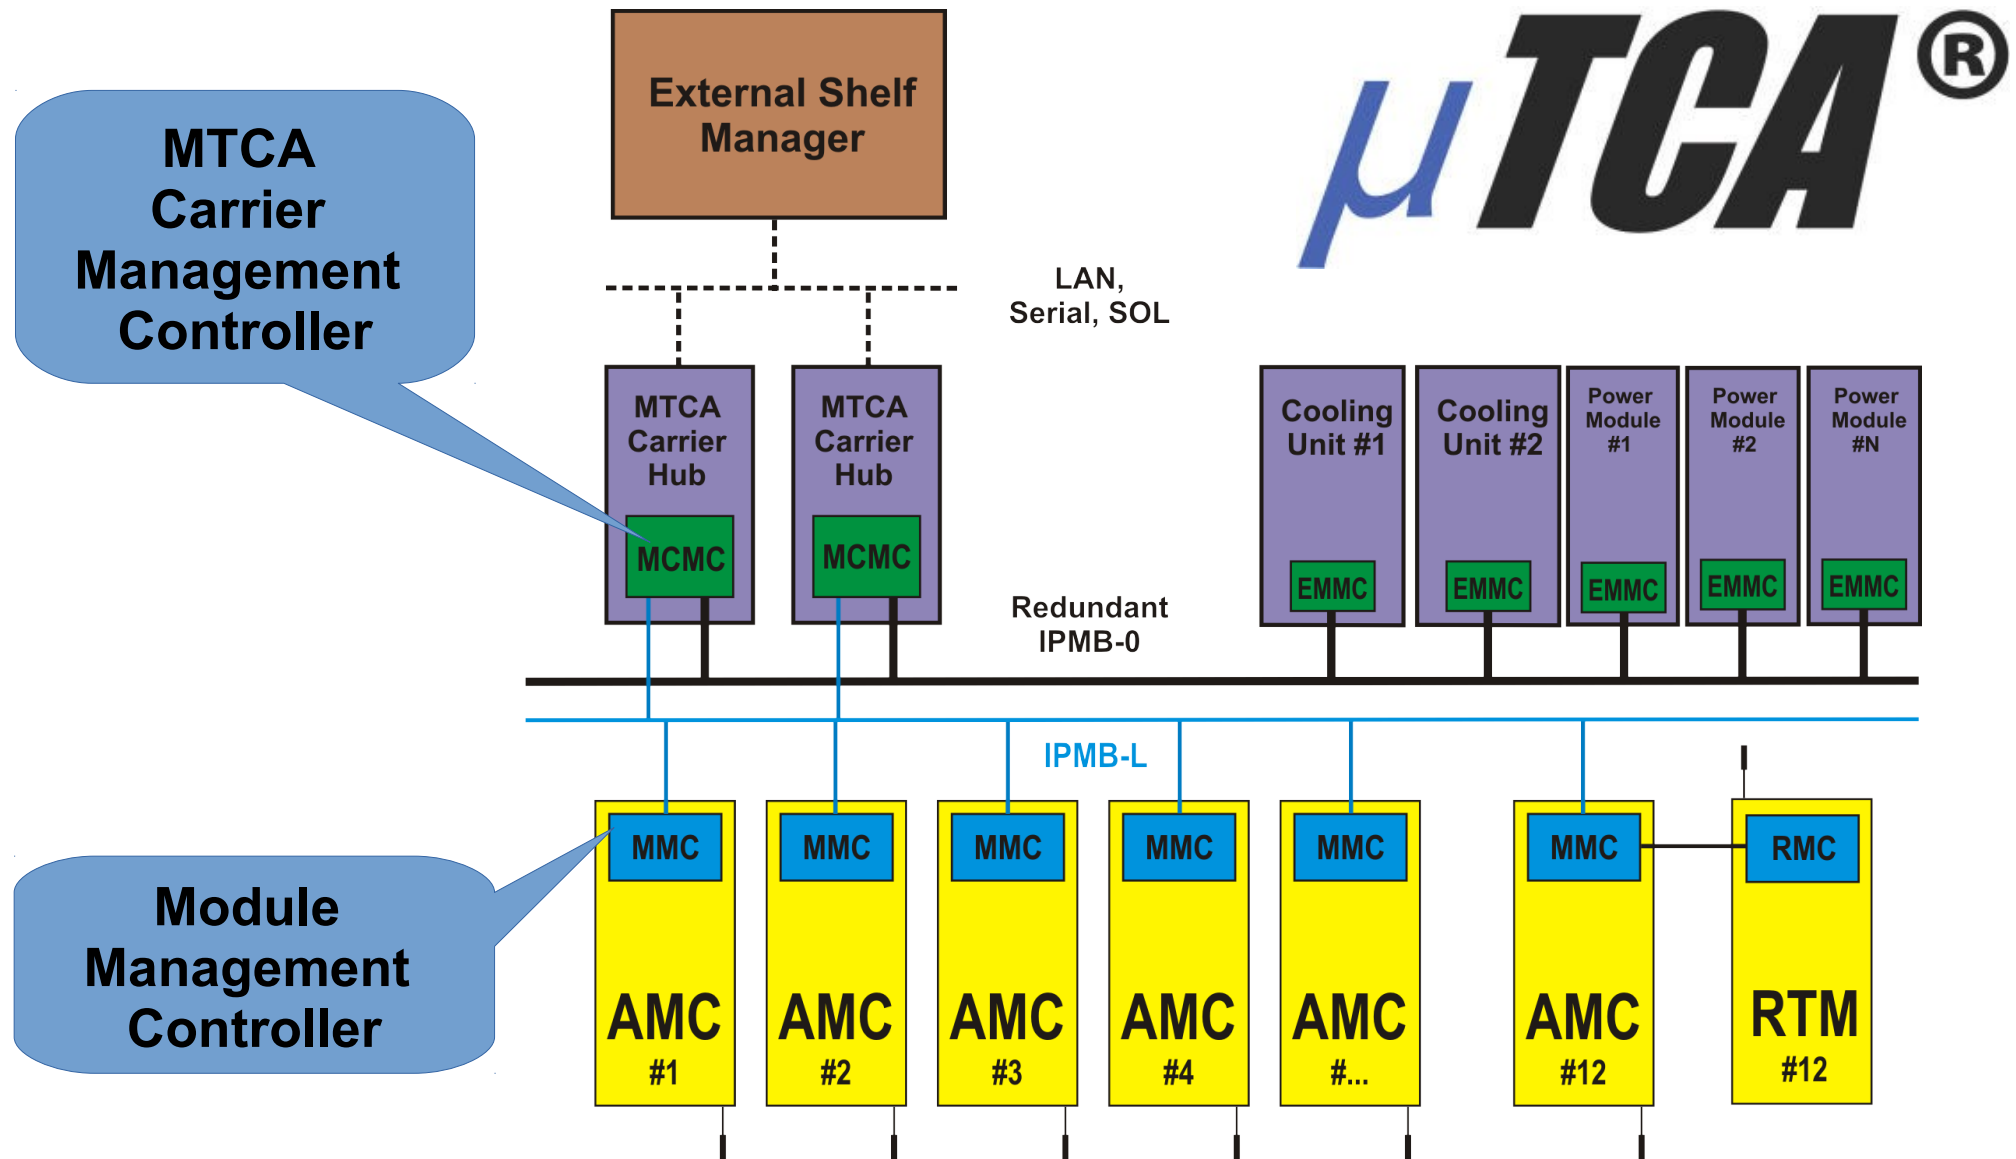 µTCA®
External Shelf
Manager
MTCA
Carrier
Management
Controller
LAN,
Serial, SOL
MTCA
Carrier
Hub
MCMC
MTCA
Carrier
Hub
MCMC
Cooling
Unit #1
EMMC
Cooling
Unit #2
EMMC
Power
Module
#1
EMMC
Power
Module
#2
EMMC
Power
Module
#N
EMMC
Redundant
IPMB-0
IPMB-L
Module
Management
Controller
MMC
AMC
#1
MMC
AMC
#2
MMC
AMC
#3
MMC
AMC
#4
MMC
AMC
#...
MMC
AMC
#12
RMC
RTM
#12